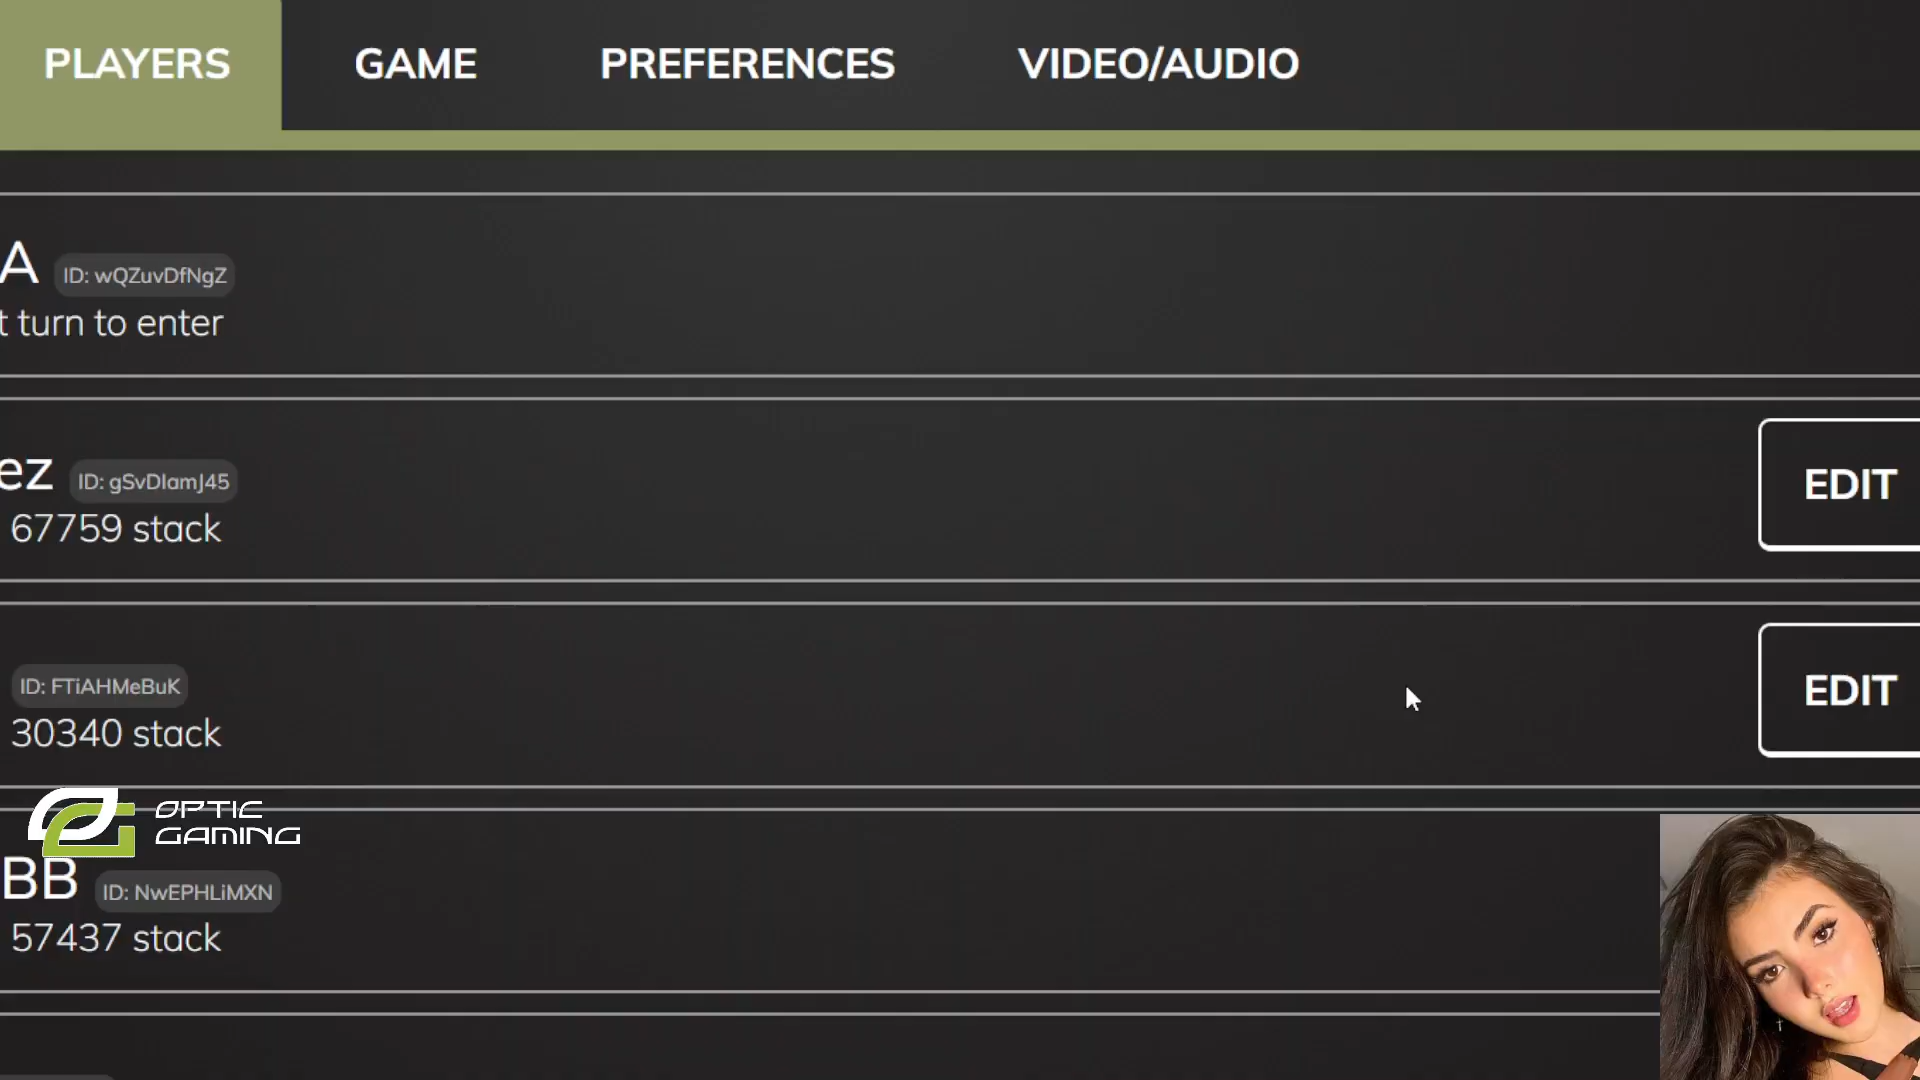 PLAYERS GAME PREFERENCES VIDEO/AUDIO
A ID: wQZuvDfNgZ
t turn to enter
ez ID: gSvDIamJ45
67759 stack
EDIT
ID: FTiAHMeBuK
30340 stack
EDIT
OPTIC
GAMING
BB ID: NwEPHLiMXN
57437 stack